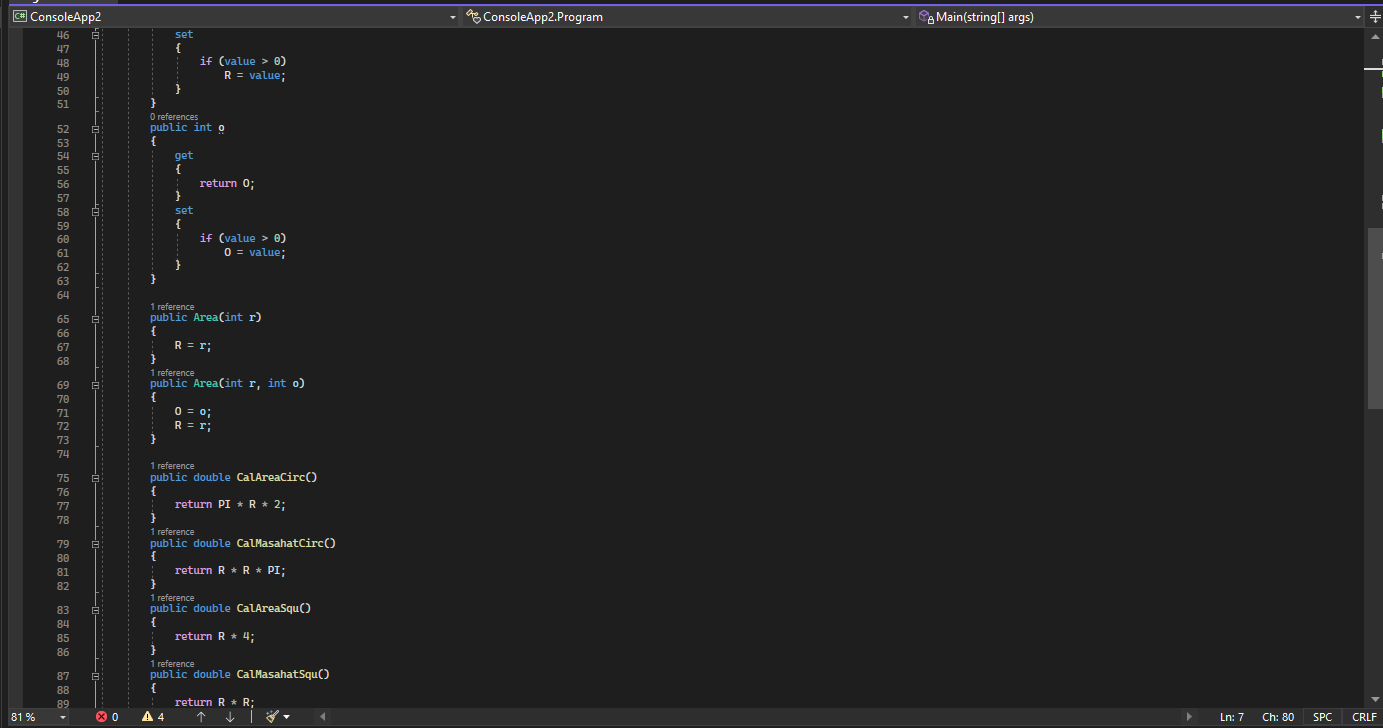 ConsoleApp2 ConsoleApp2.Program Main(string[] args)
46 set
47 {
48 if (value > 0)
49 R = value;
50 }
51 }
0 references
52 public int o
53 {
54 get
55 {
56 return O;
57 }
58 set
59 {
60 if (value > 0)
61 O = value;
62 }
63 }
64
1 reference
65 public Area(int r)
66 {
67 R = r;
68 }
1 reference
69 public Area(int r, int o)
70 {
71 O = o;
72 R = r;
73 }
74
1 reference
75 public double CalAreaCirc()
76 {
77 return PI * R * 2;
78 }
1 reference
79 public double CalMasahatCirc()
80 {
81 return R * R * PI;
82 }
1 reference
83 public double CalAreaSqu()
84 {
85 return R * 4;
86 }
1 reference
87 public double CalMasahatSqu()
88 {
89 return R * R;
81 % 0 4 Ln: 7 Ch: 80 SPC CRLF